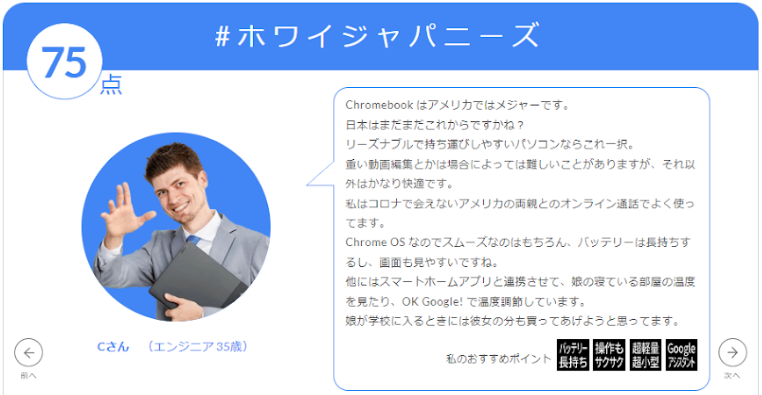 #ホワイジャパニーズ
75点
Chromebook はアメリカではメジャーです。
日本はまだまだこれからですかね？
リーズナブルで持ち運びしやすいパソコンならこれ一択。
重い動画編集とかは場合によっては難しいことがありますが、それ以
外はかなり快適です。
私はコロナで会えないアメリカの両親とのオンライン通話でよく使っ
てます。
Chrome OS なのでスムーズなのはもちろん、バッテリーは長持ちす
るし、画面も見やすいですね。
他にはスマートホームアプリと連携させて、娘の寝ている部屋の温度
を見たり、OK Google! で温度調節しています。
娘が学校に入るときには彼女の分も買ってあげようと思ってます。
Cさん （エンジニア 35歳）
私のおすすめポイント
バッテリー
長持ち
操作も
サクサク
超軽量
超小型
Google
アシスタント
前へ
次へ